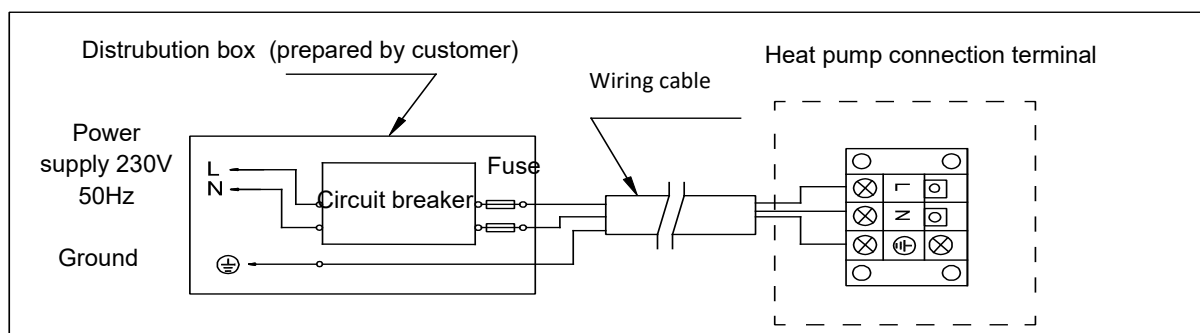 Distrubution box (prepared by customer)
Heat pump connection terminal
Wiring cable
Power
supply 230V
50Hz
L
N
Fuse
Circuit breaker
Ground
L
N